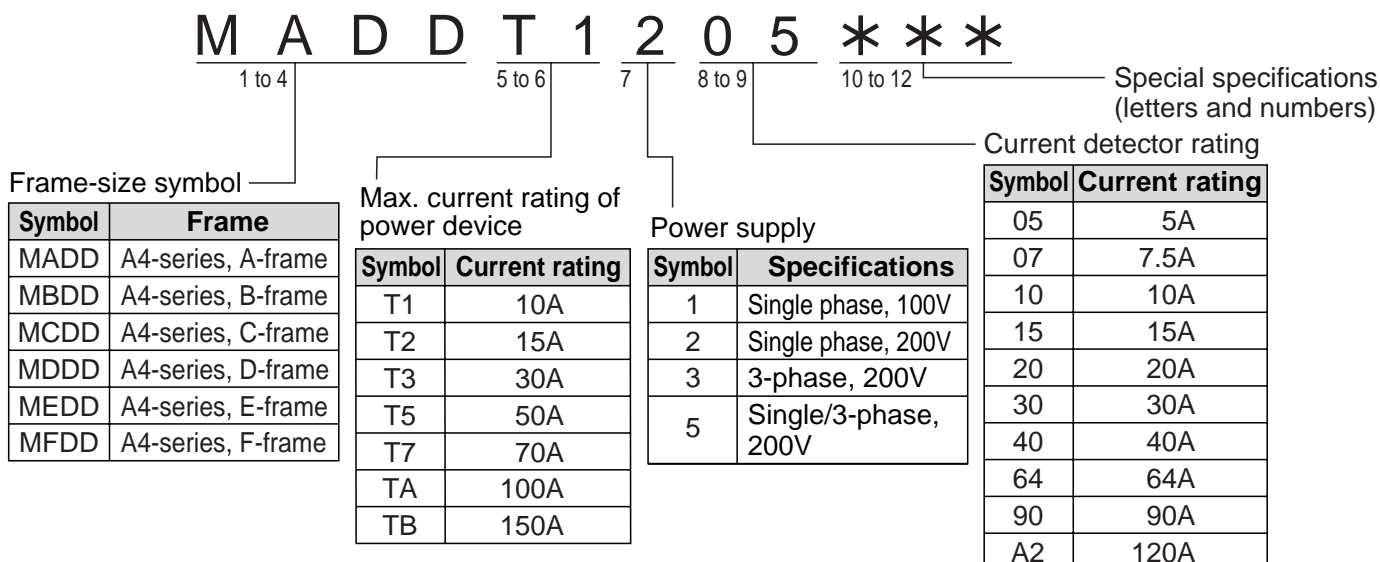 M A D D T 1 2 0 5 ＊ ＊ ＊
1 to 4 5 to 6 7 8 to 9 10 to 12
Special specifications
(letters and numbers)
Frame-size symbol
Symbol Frame
MADD A4-series, A-frame
MBDD A4-series, B-frame
MCDD A4-series, C-frame
MDDD A4-series, D-frame
MEDD A4-series, E-frame
MFDD A4-series, F-frame
Max. current rating of
power device
Symbol Current rating
T1 10A
T2 15A
T3 30A
T5 50A
T7 70A
TA 100A
TB 150A
Power supply
Symbol Specifications
1 Single phase, 100V
2 Single phase, 200V
3 3-phase, 200V
5 Single/3-phase,
200V
Current detector rating
Symbol Current rating
05 5A
07 7.5A
10 10A
15 15A
20 20A
30 30A
40 40A
64 64A
90 90A
A2 120A